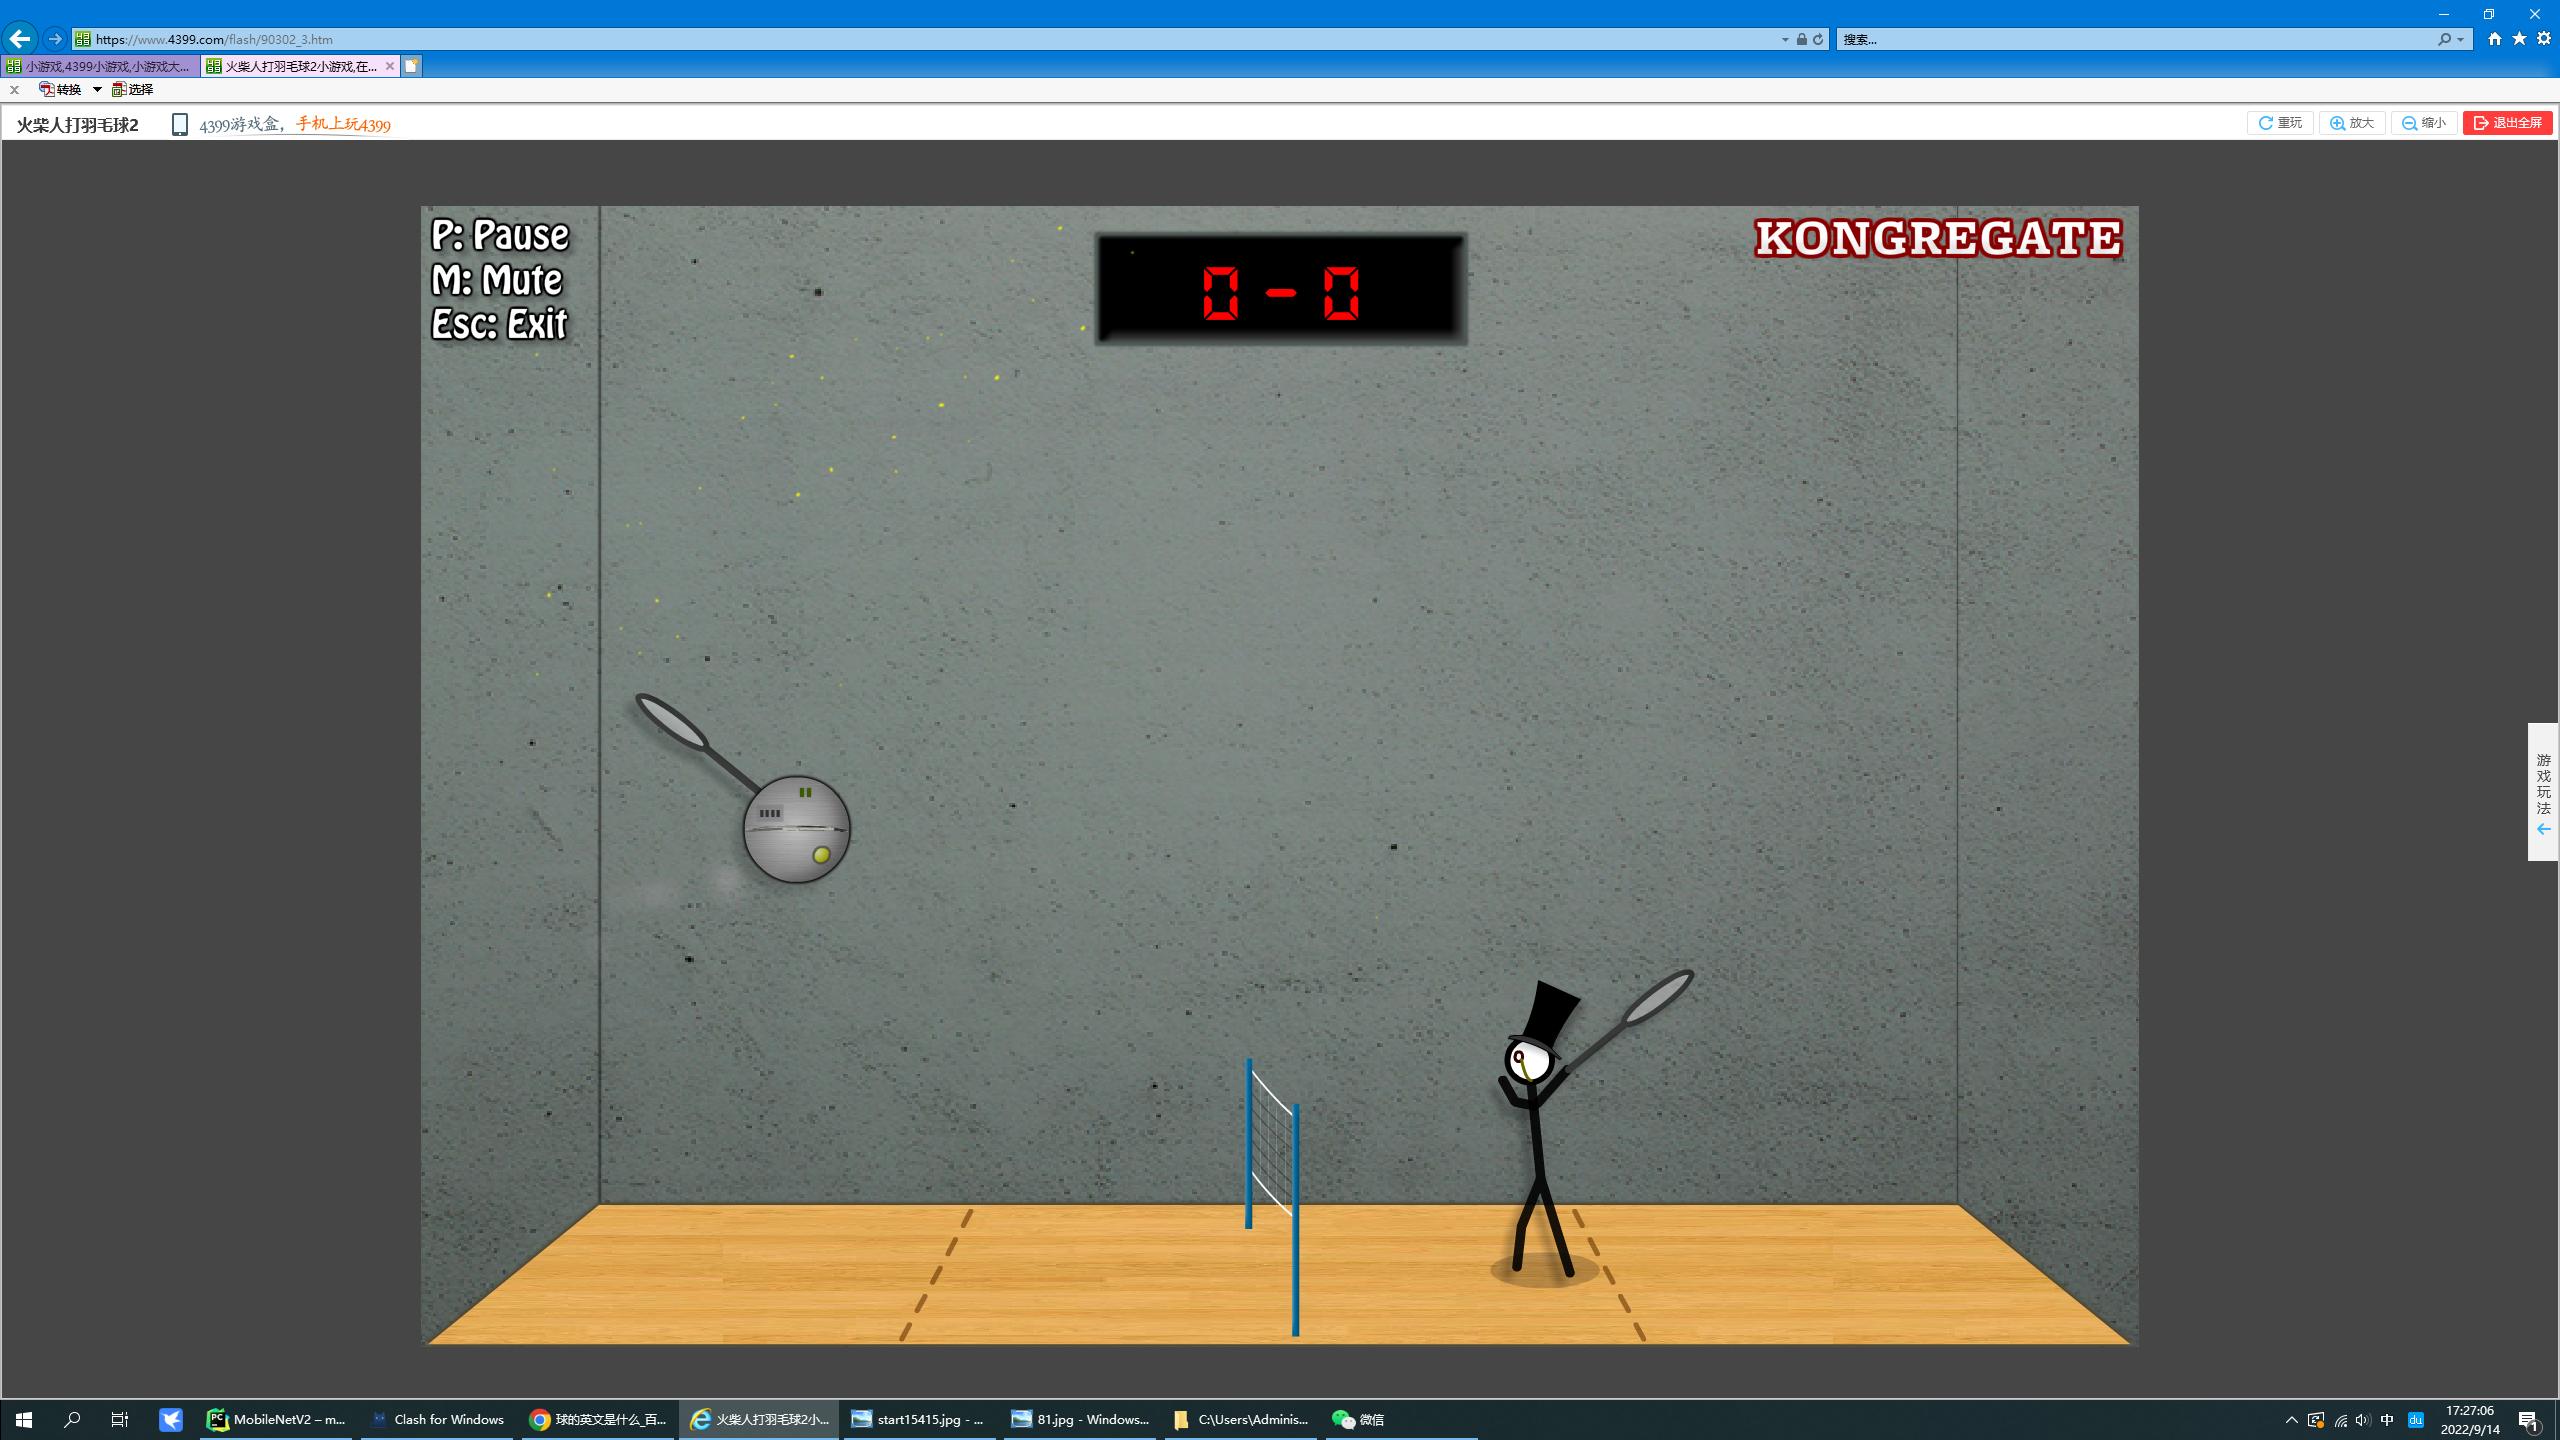 https://www.4399.com/flash/90302_3.htm
搜索...
小游戏,4399小游戏,小游戏大...
火柴人打羽毛球2小游戏,在...
转换
选择
火柴人打羽毛球2
4399游戏盒，手机上玩4399
重玩
放大
缩小
退出全屏
P: Pause
M: Mute
Esc: Exit
0-0
KONGREGATE
游戏玩法
MobileNetV2 – m...
Clash for Windows
球的英文是什么_百...
火柴人打羽毛球2小...
start15415.jpg - ...
81.jpg - Windows...
C:\Users\Adminis...
微信
中
du
17:27:06
2022/9/14
1